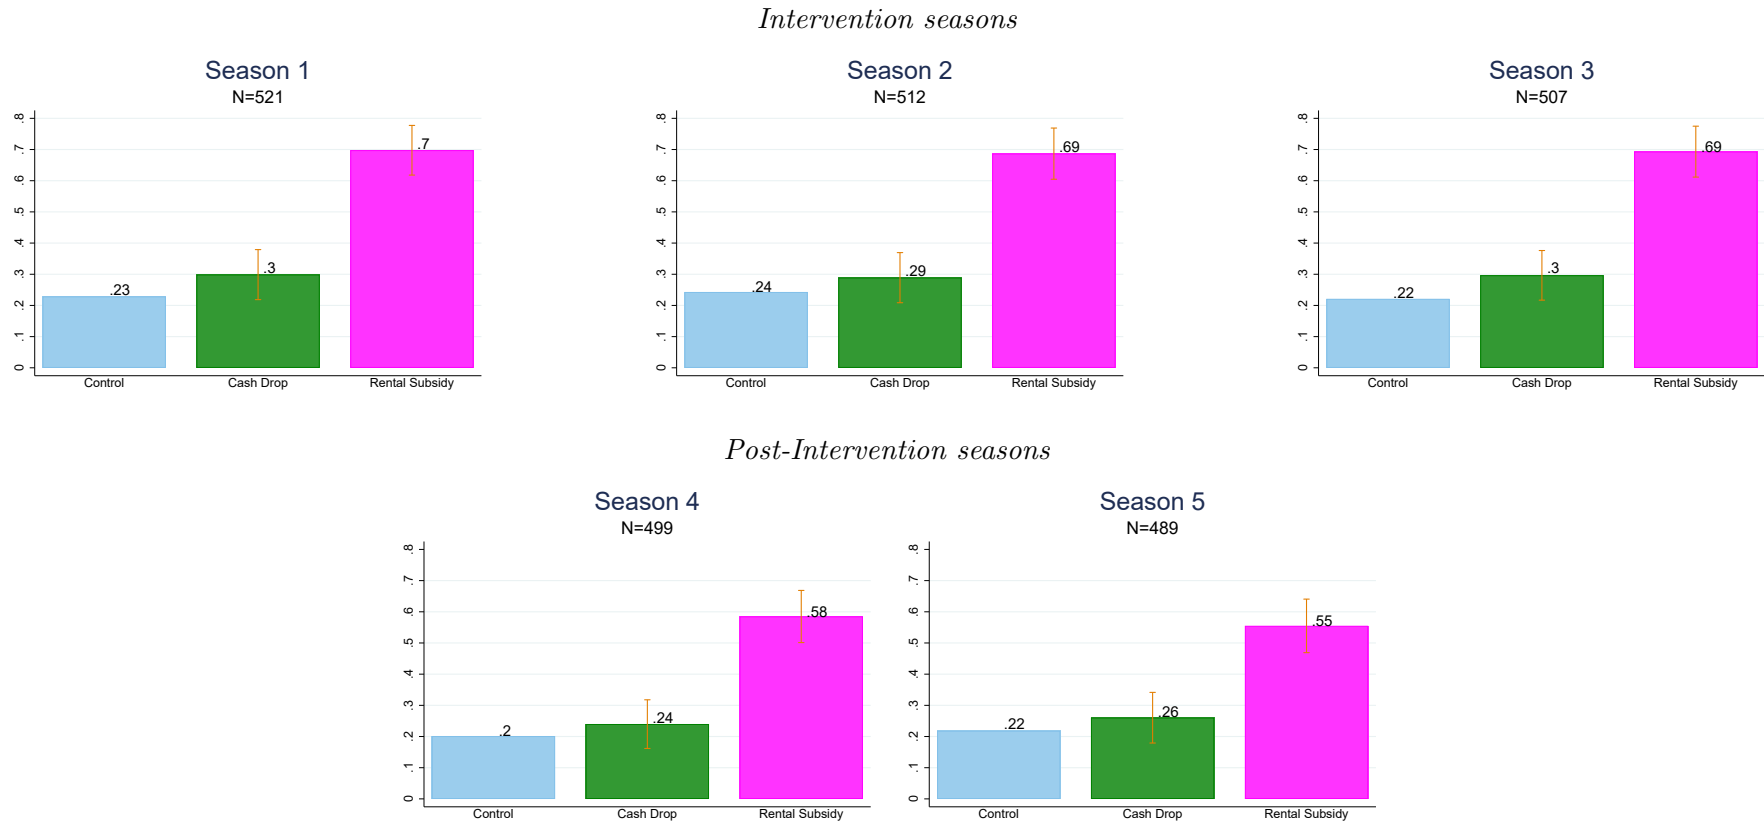 Intervention seasons
Season 1
N=521
0 .1 .2 .3 .4 .5 .6 .7 .8
.23
.3
.7
Control Cash Drop Rental Subsidy
Season 2
N=512
0 .1 .2 .3 .4 .5 .6 .7 .8
.24
.29
.69
Control Cash Drop Rental Subsidy
Season 3
N=507
0 .1 .2 .3 .4 .5 .6 .7 .8
.22
.3
.69
Control Cash Drop Rental Subsidy
Post-Intervention seasons
Season 4
N=499
0 .1 .2 .3 .4 .5 .6 .7 .8
.2
.24
.58
Control Cash Drop Rental Subsidy
Season 5
N=489
0 .1 .2 .3 .4 .5 .6 .7 .8
.22
.26
.55
Control Cash Drop Rental Subsidy